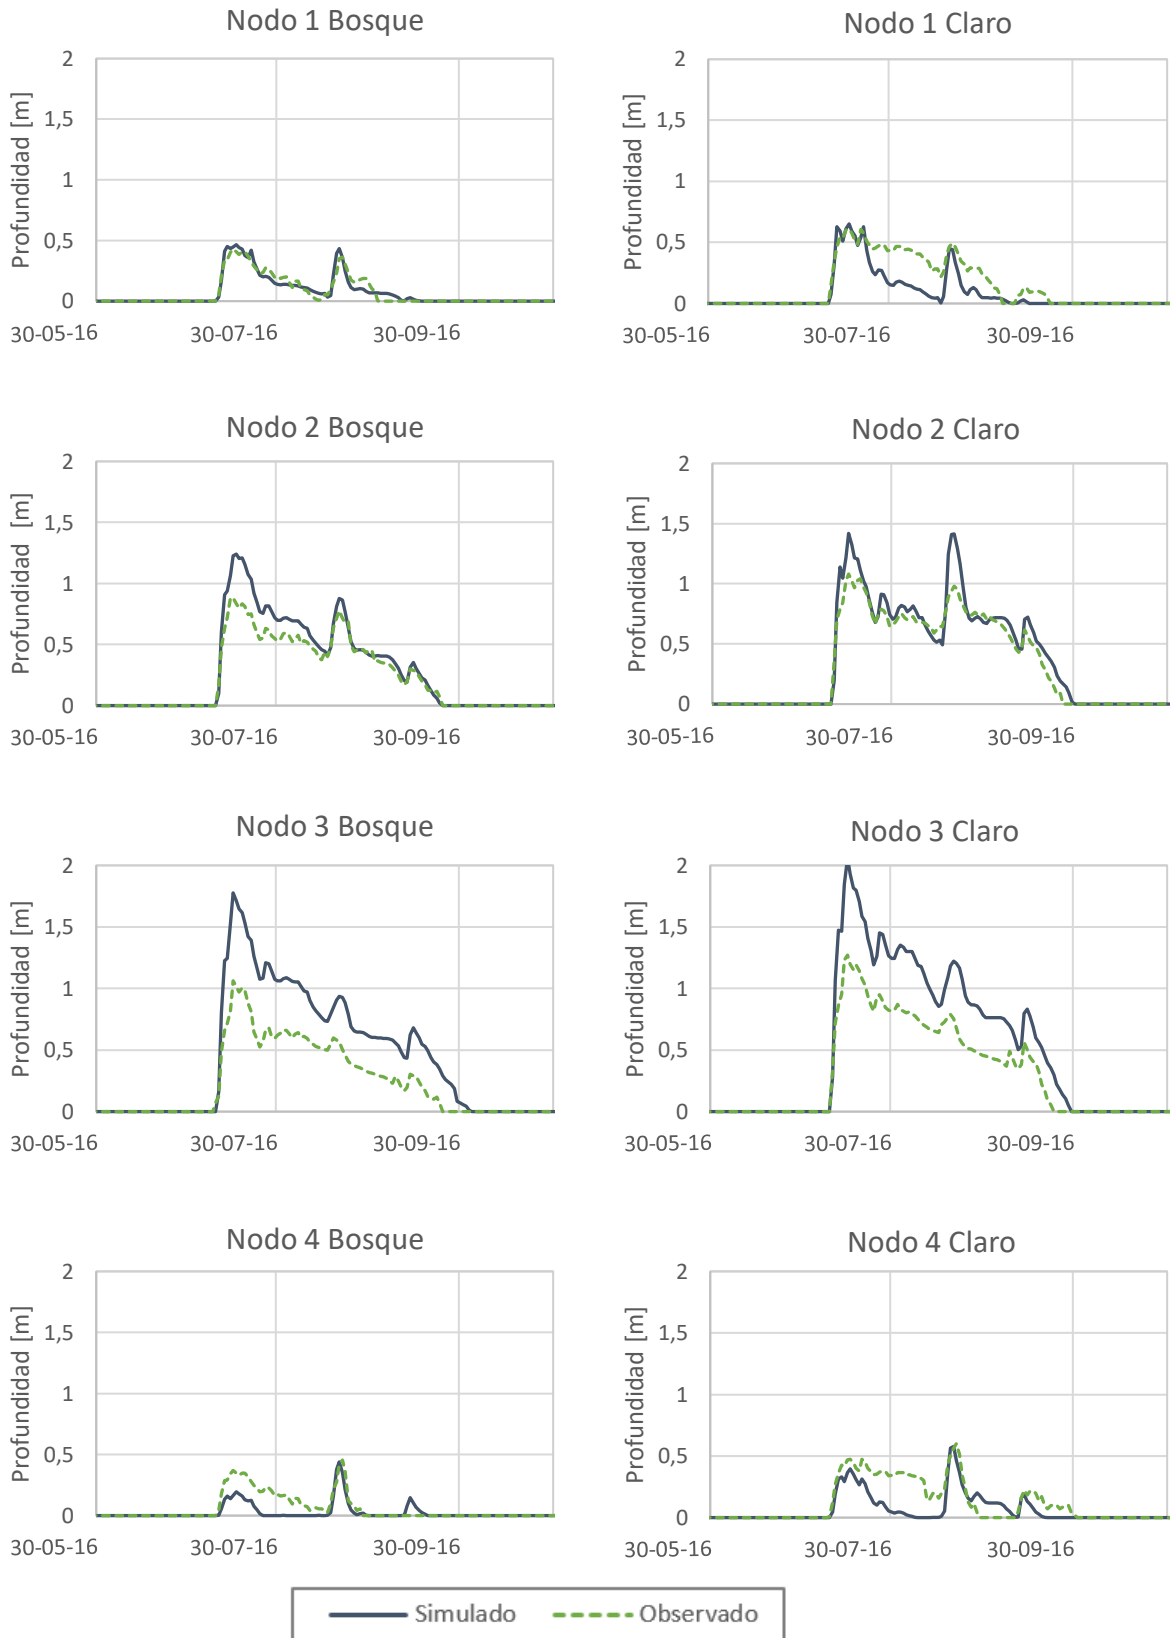 Nodo 1 Bosque
Profundidad [m]
2
1,5
1
0,5
0
30-05-16 30-07-16 30-09-16
Nodo 1 Claro
Profundidad [m]
2
1,5
1
0,5
0
30-05-16 30-07-16 30-09-16
Nodo 2 Bosque
Profundidad [m]
2
1,5
1
0,5
0
30-05-16 30-07-16 30-09-16
Nodo 2 Claro
Profundidad [m]
2
1,5
1
0,5
0
30-05-16 30-07-16 30-09-16
Nodo 3 Bosque
Profundidad [m]
2
1,5
1
0,5
0
30-05-16 30-07-16 30-09-16
Nodo 3 Claro
Profundidad [m]
2
1,5
1
0,5
0
30-05-16 30-07-16 30-09-16
Nodo 4 Bosque
Profundidad [m]
2
1,5
1
0,5
0
30-05-16 30-07-16 30-09-16
Nodo 4 Claro
Profundidad [m]
2
1,5
1
0,5
0
30-05-16 30-07-16 30-09-16
Simulado Observado